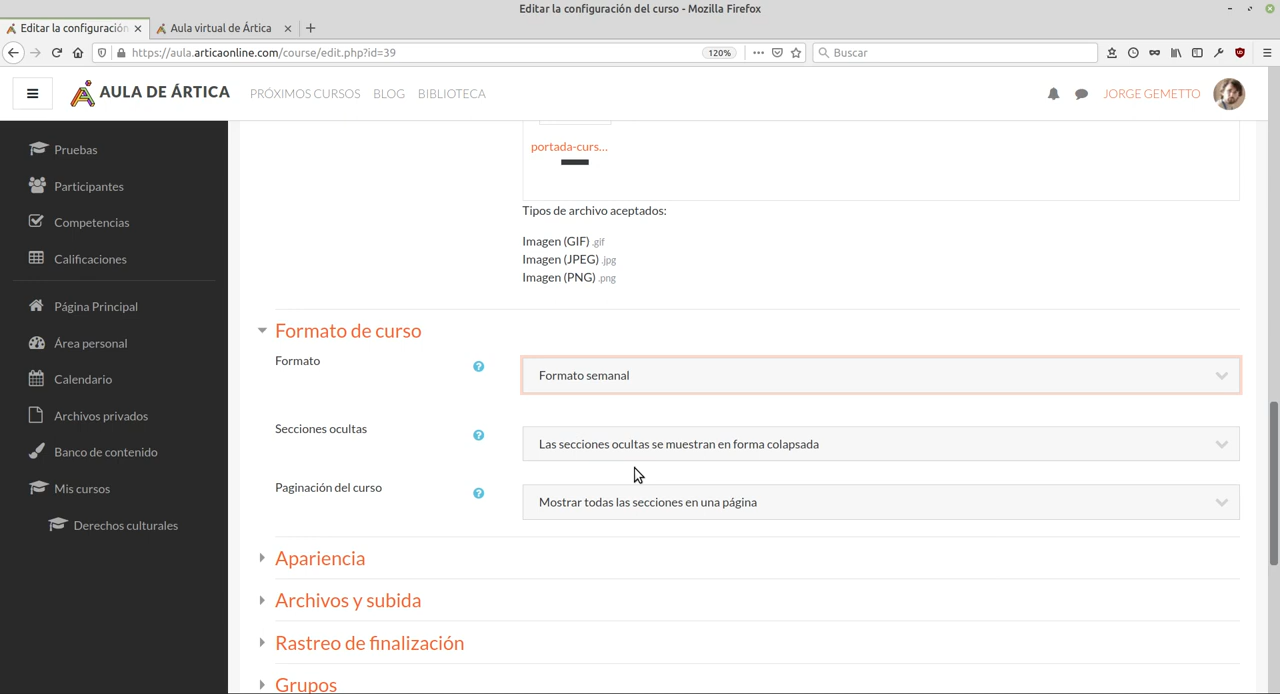 Editar la configuración del curso - Mozilla Firefox
Editar la configuración
Aula virtual de Ártica
https://aula.articaonline.com/course/edit.php?id=39
120%
Buscar
AULA DE ÁRTICA
PRÓXIMOS CURSOS
BLOG
BIBLIOTECA
JORGE GEMETTO
Pruebas
Participantes
Competencias
Calificaciones
Página Principal
Área personal
Calendario
Archivos privados
Banco de contenido
Mis cursos
Derechos culturales
portada-curs...
Tipos de archivo aceptados:
Imagen (GIF) .gif
Imagen (JPEG) .jpg
Imagen (PNG) .png
Formato de curso
Formato
Formato semanal
Secciones ocultas
Las secciones ocultas se muestran en forma colapsada
Paginación del curso
Mostrar todas las secciones en una página
Apariencia
Archivos y subida
Rastreo de finalización
Grupos